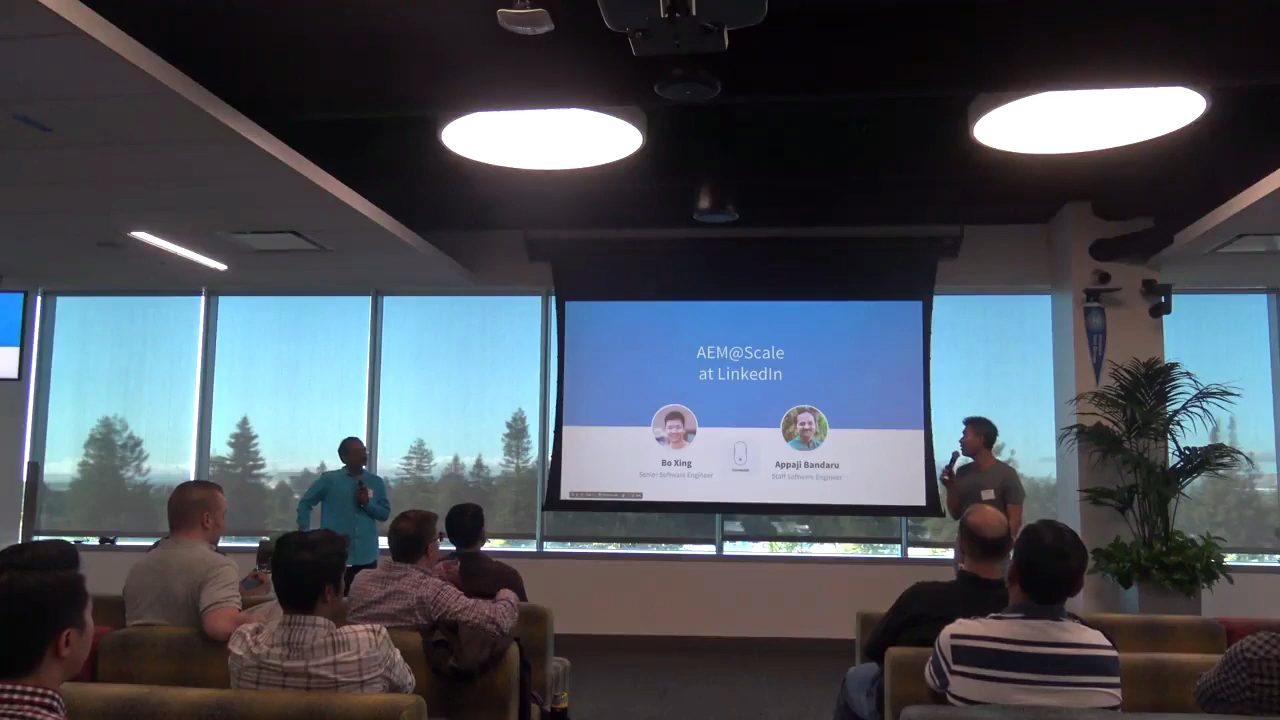 AEM@Scale
at LinkedIn
Bo Xing
Senior Software Engineer
Appaji Bandaru
Staff Software Engineer